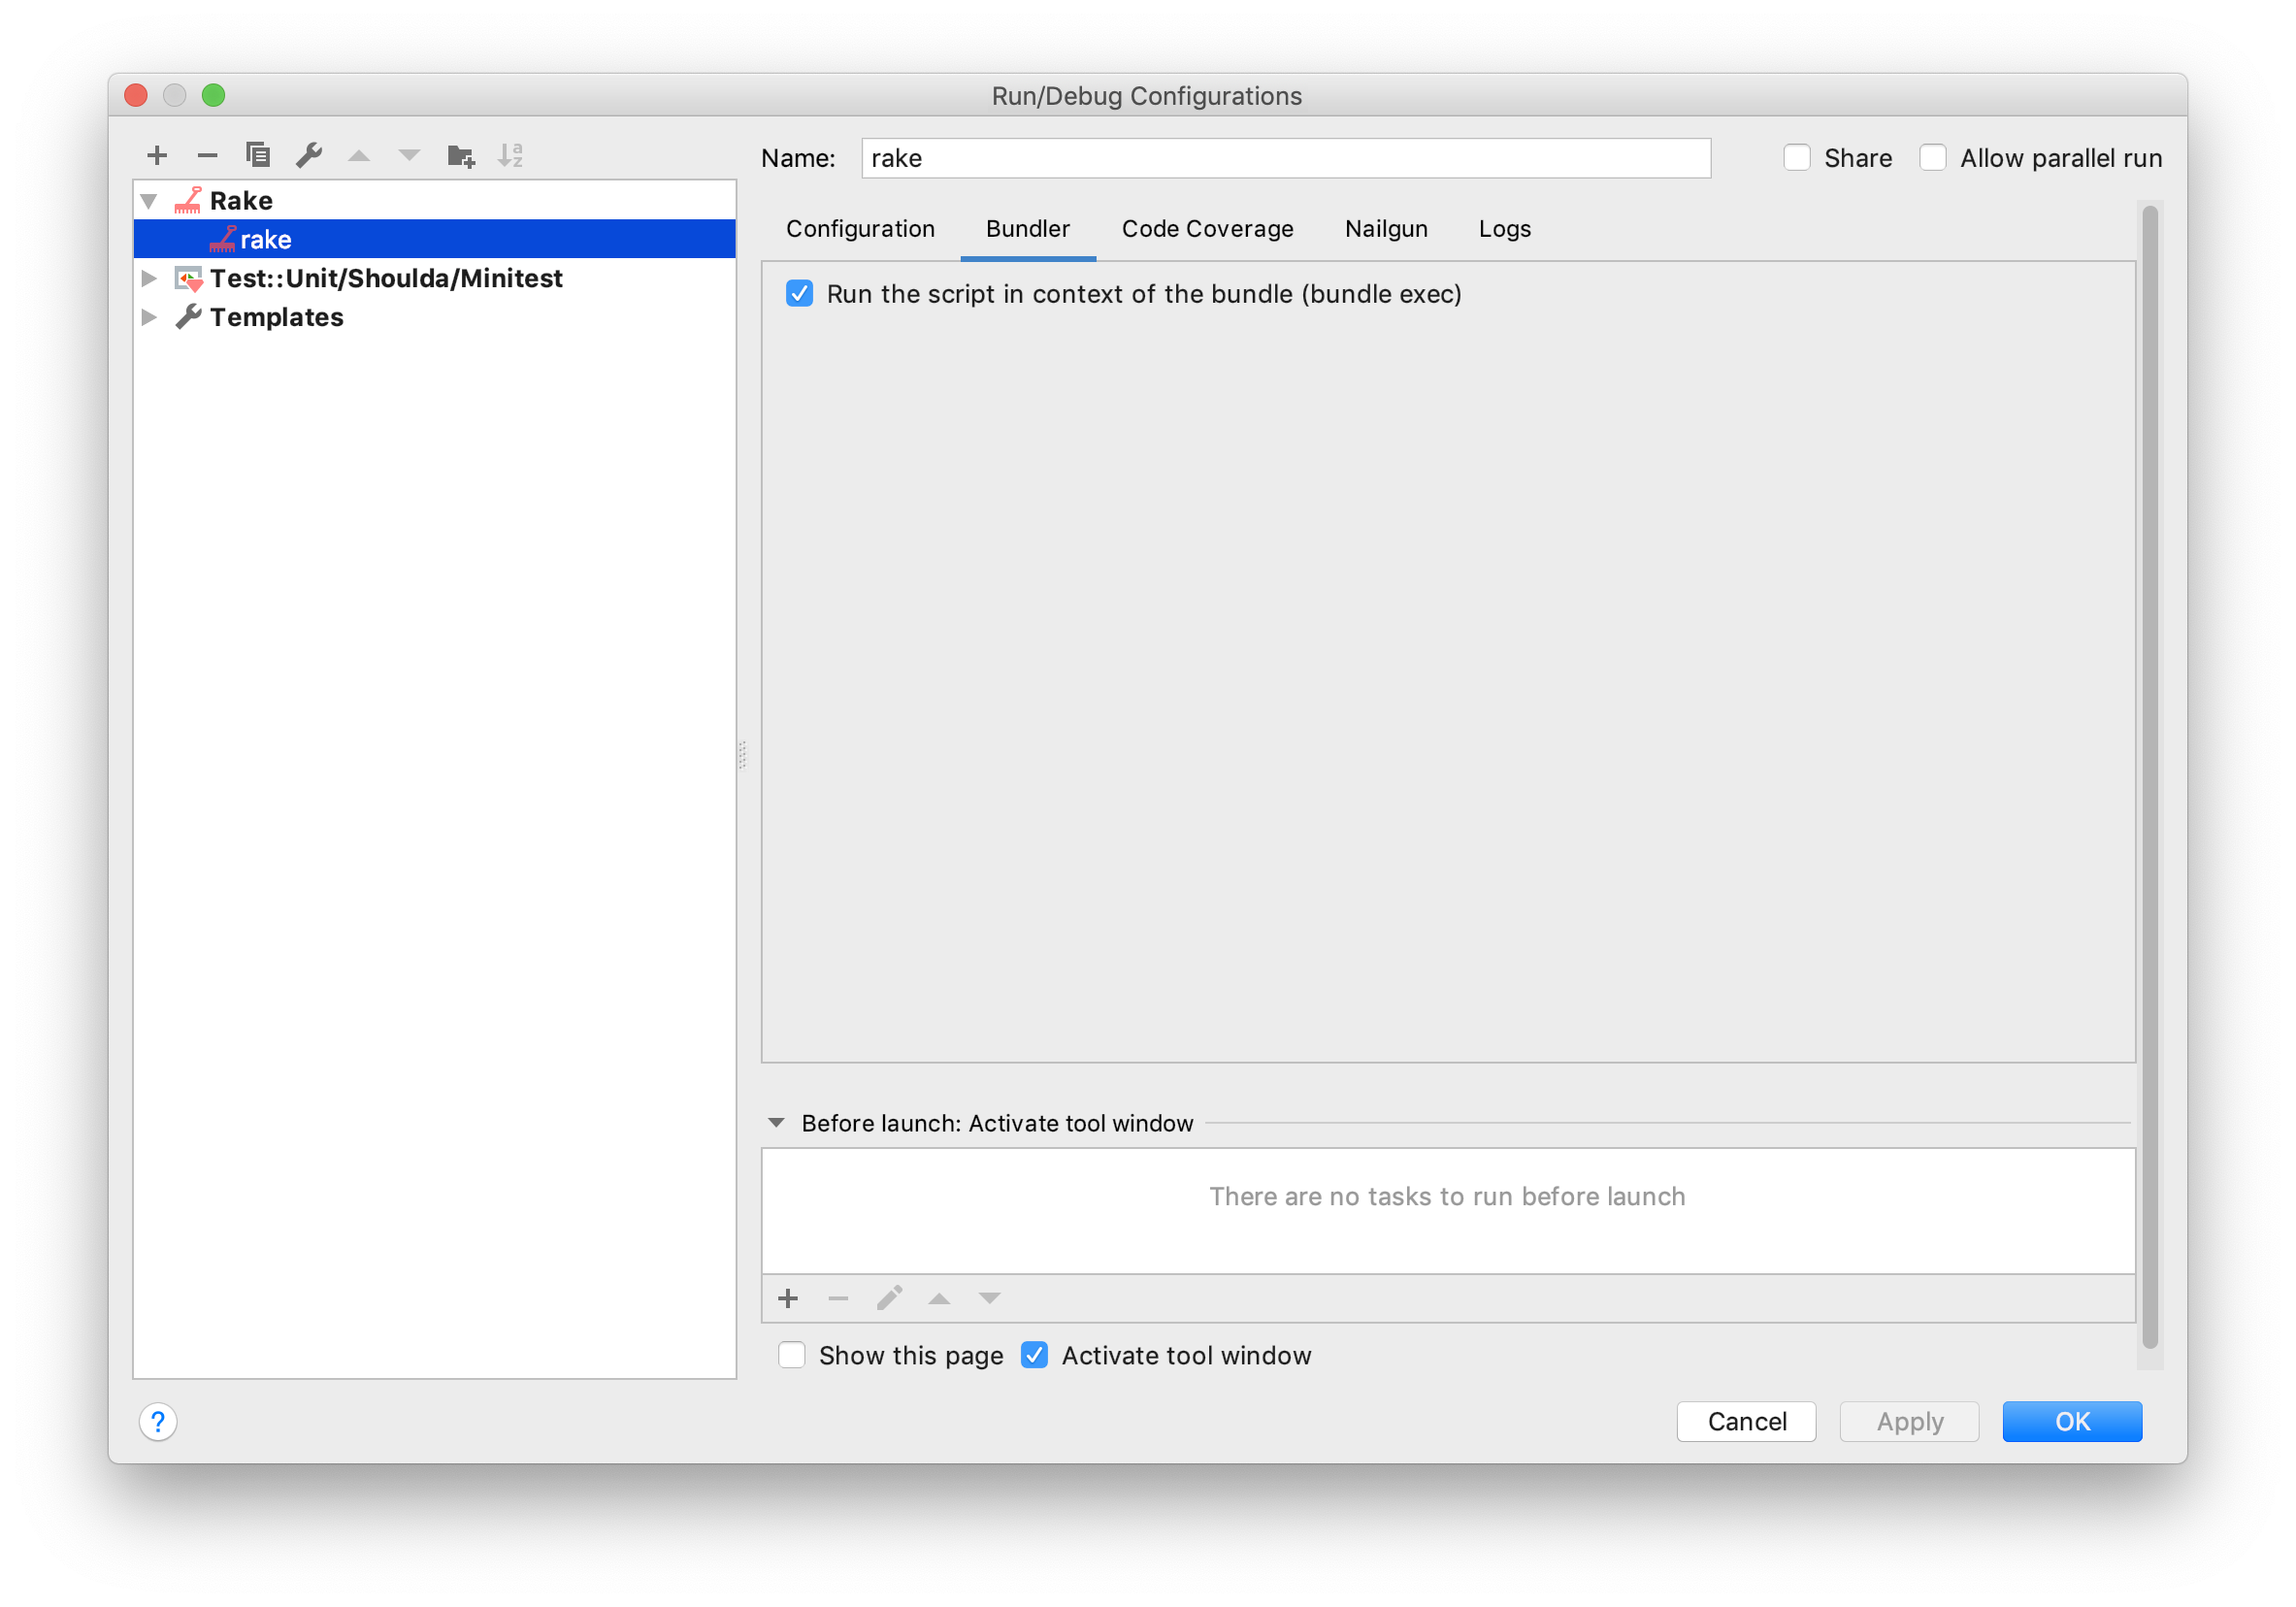 Run/Debug Configurations
Name: rake Share Allow parallel run
Rake
rake
Test::Unit/Shoulda/Minitest
Templates
Configuration Bundler Code Coverage Nailgun Logs
Run the script in context of the bundle (bundle exec)
Before launch: Activate tool window
There are no tasks to run before launch
Show this page Activate tool window
? Cancel Apply OK